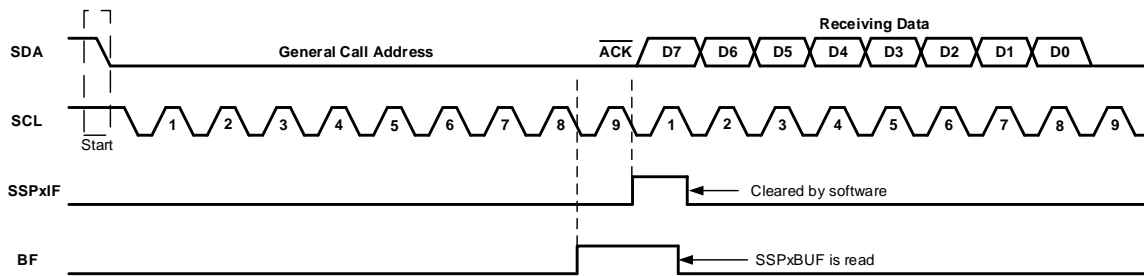 Receiving Data
SDA General Call Address ACK D7 D6 D5 D4 D3 D2 D1 D0
SCL 1 2 3 4 5 6 7 8 9 1 2 3 4 5 6 7 8 9
Start
SSPxIF Cleared by software
BF SSPxBUF is read